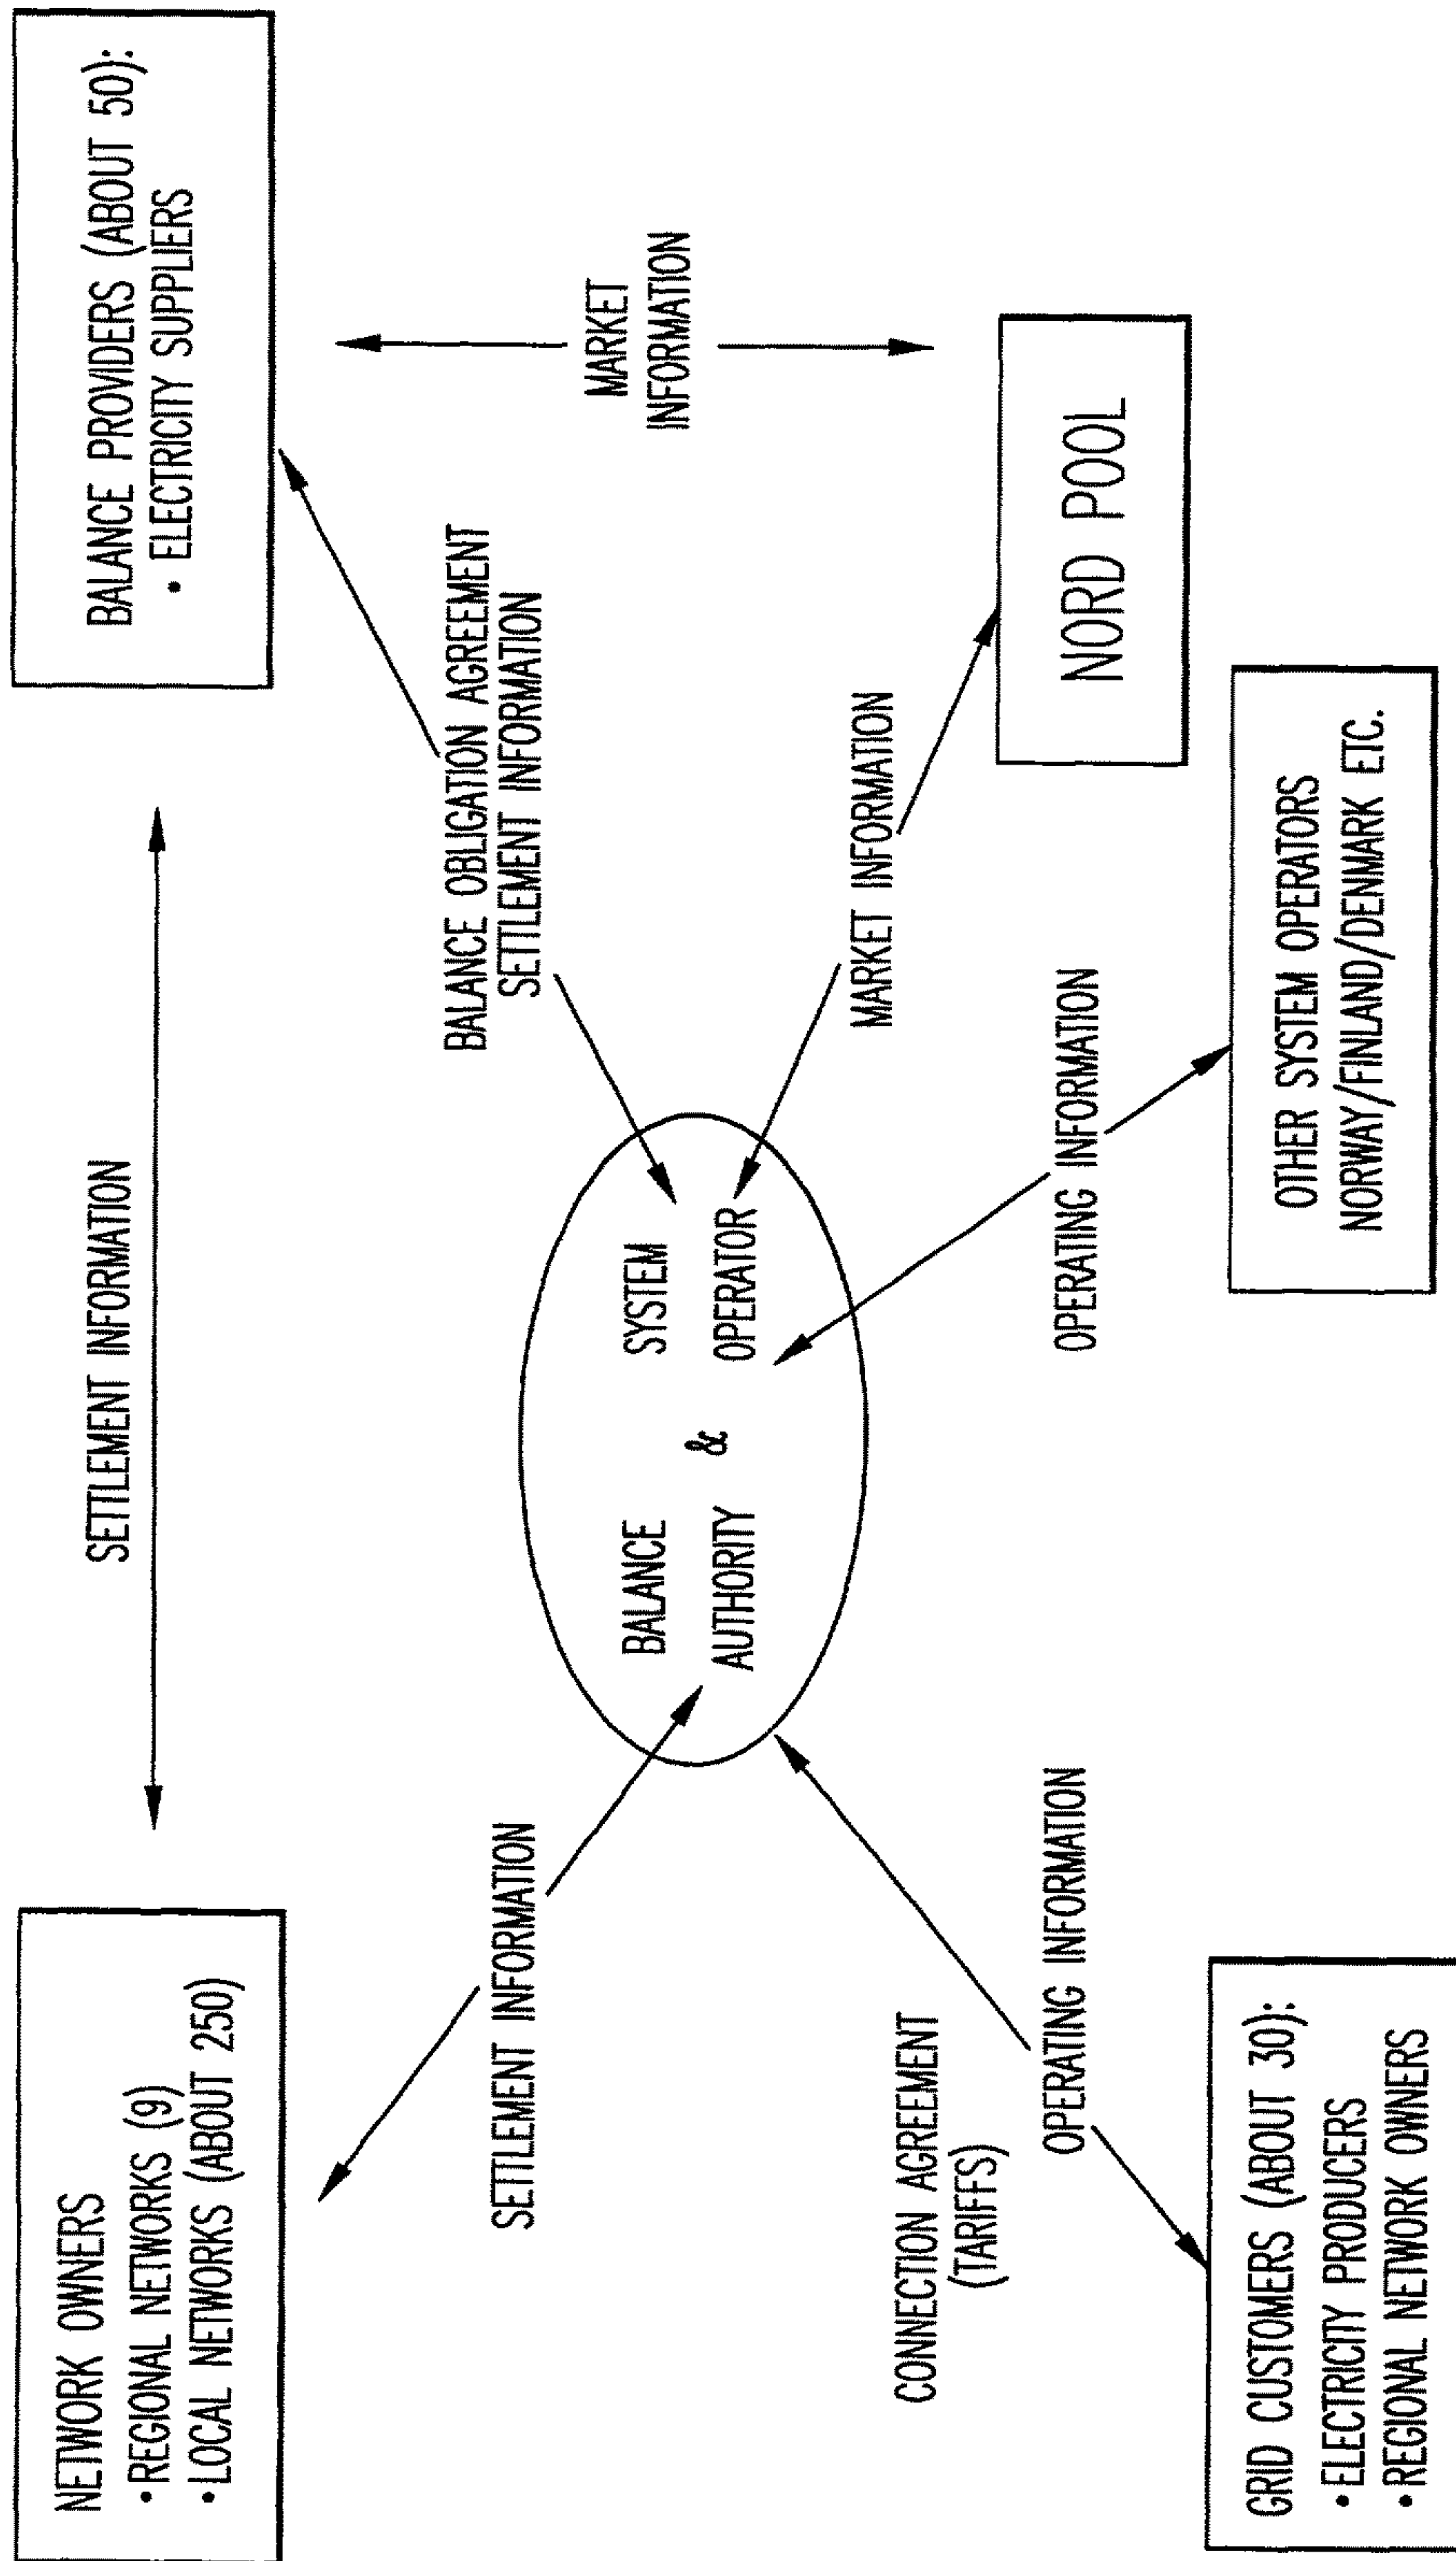 NETWORK OWNERS
• REGIONAL NETWORKS (9)
• LOCAL NETWORKS (ABOUT 250)
SETTLEMENT INFORMATION
BALANCE PROVIDERS (ABOUT 50):
• ELECTRICITY SUPPLIERS
SETTLEMENT INFORMATION
BALANCE OBLIGATION AGREEMENT
SETTLEMENT INFORMATION
MARKET
INFORMATION
BALANCE SYSTEM
&
AUTHORITY OPERATOR
MARKET INFORMATION
NORD POOL
CONNECTION AGREEMENT
(TARIFFS)
OPERATING INFORMATION
OPERATING INFORMATION
GRID CUSTOMERS (ABOUT 30):
• ELECTRICITY PRODUCERS
• REGIONAL NETWORK OWNERS
OTHER SYSTEM OPERATORS
NORWAY/FINLAND/DENMARK ETC.